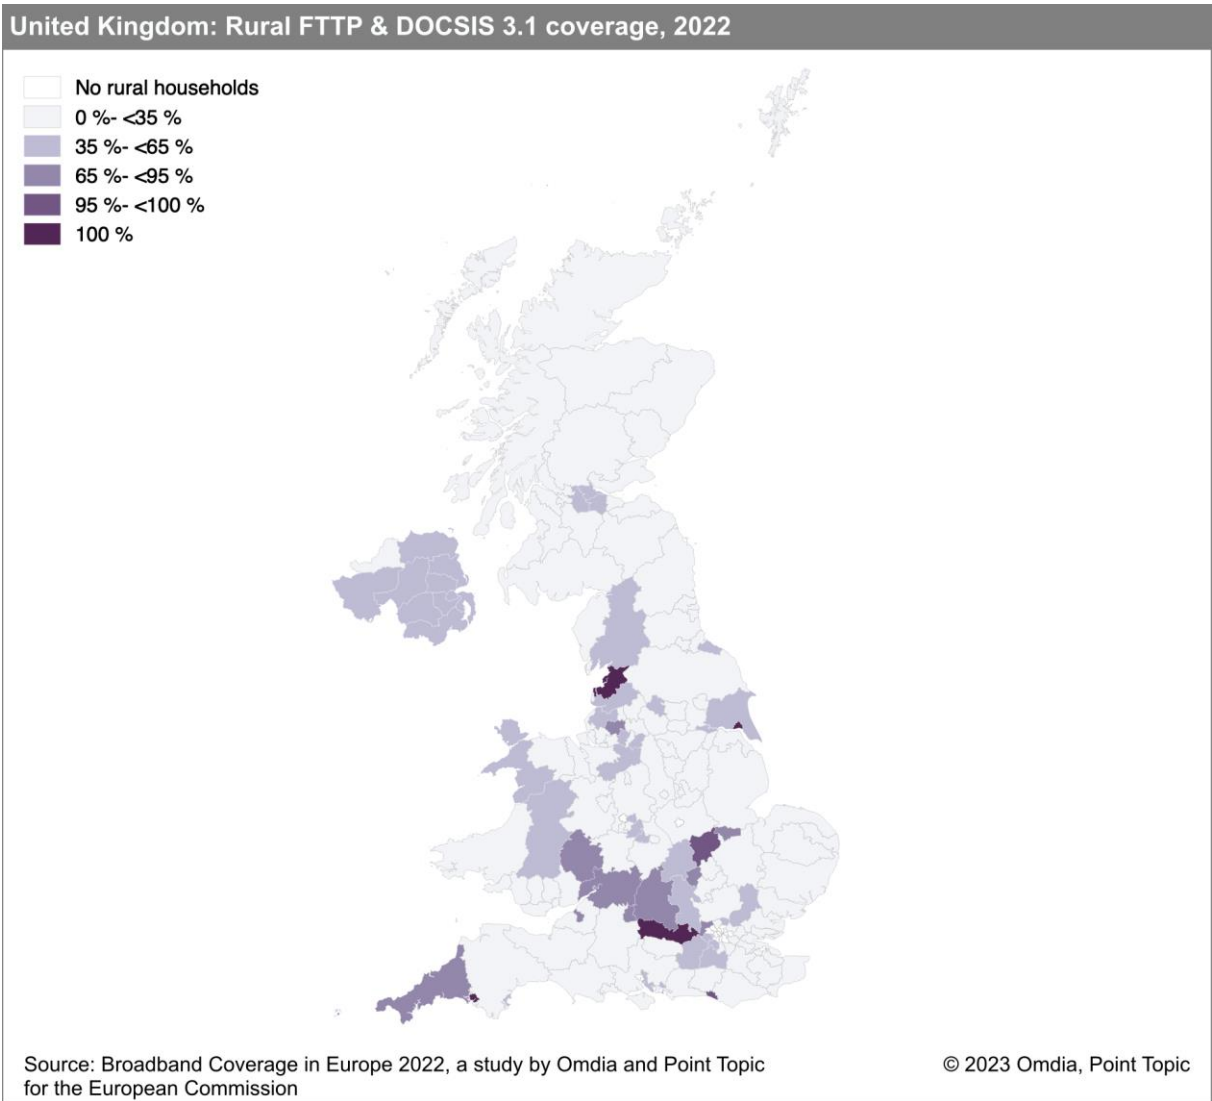 United Kingdom: Rural FTTP & DOCSIS 3.1 coverage, 2022
No rural households
0 %- <35 %
35 %- <65 %
65 %- <95 %
95 %- <100 %
100 %
Source: Broadband Coverage in Europe 2022, a study by Omdia and Point Topic
for the European Commission
© 2023 Omdia, Point Topic